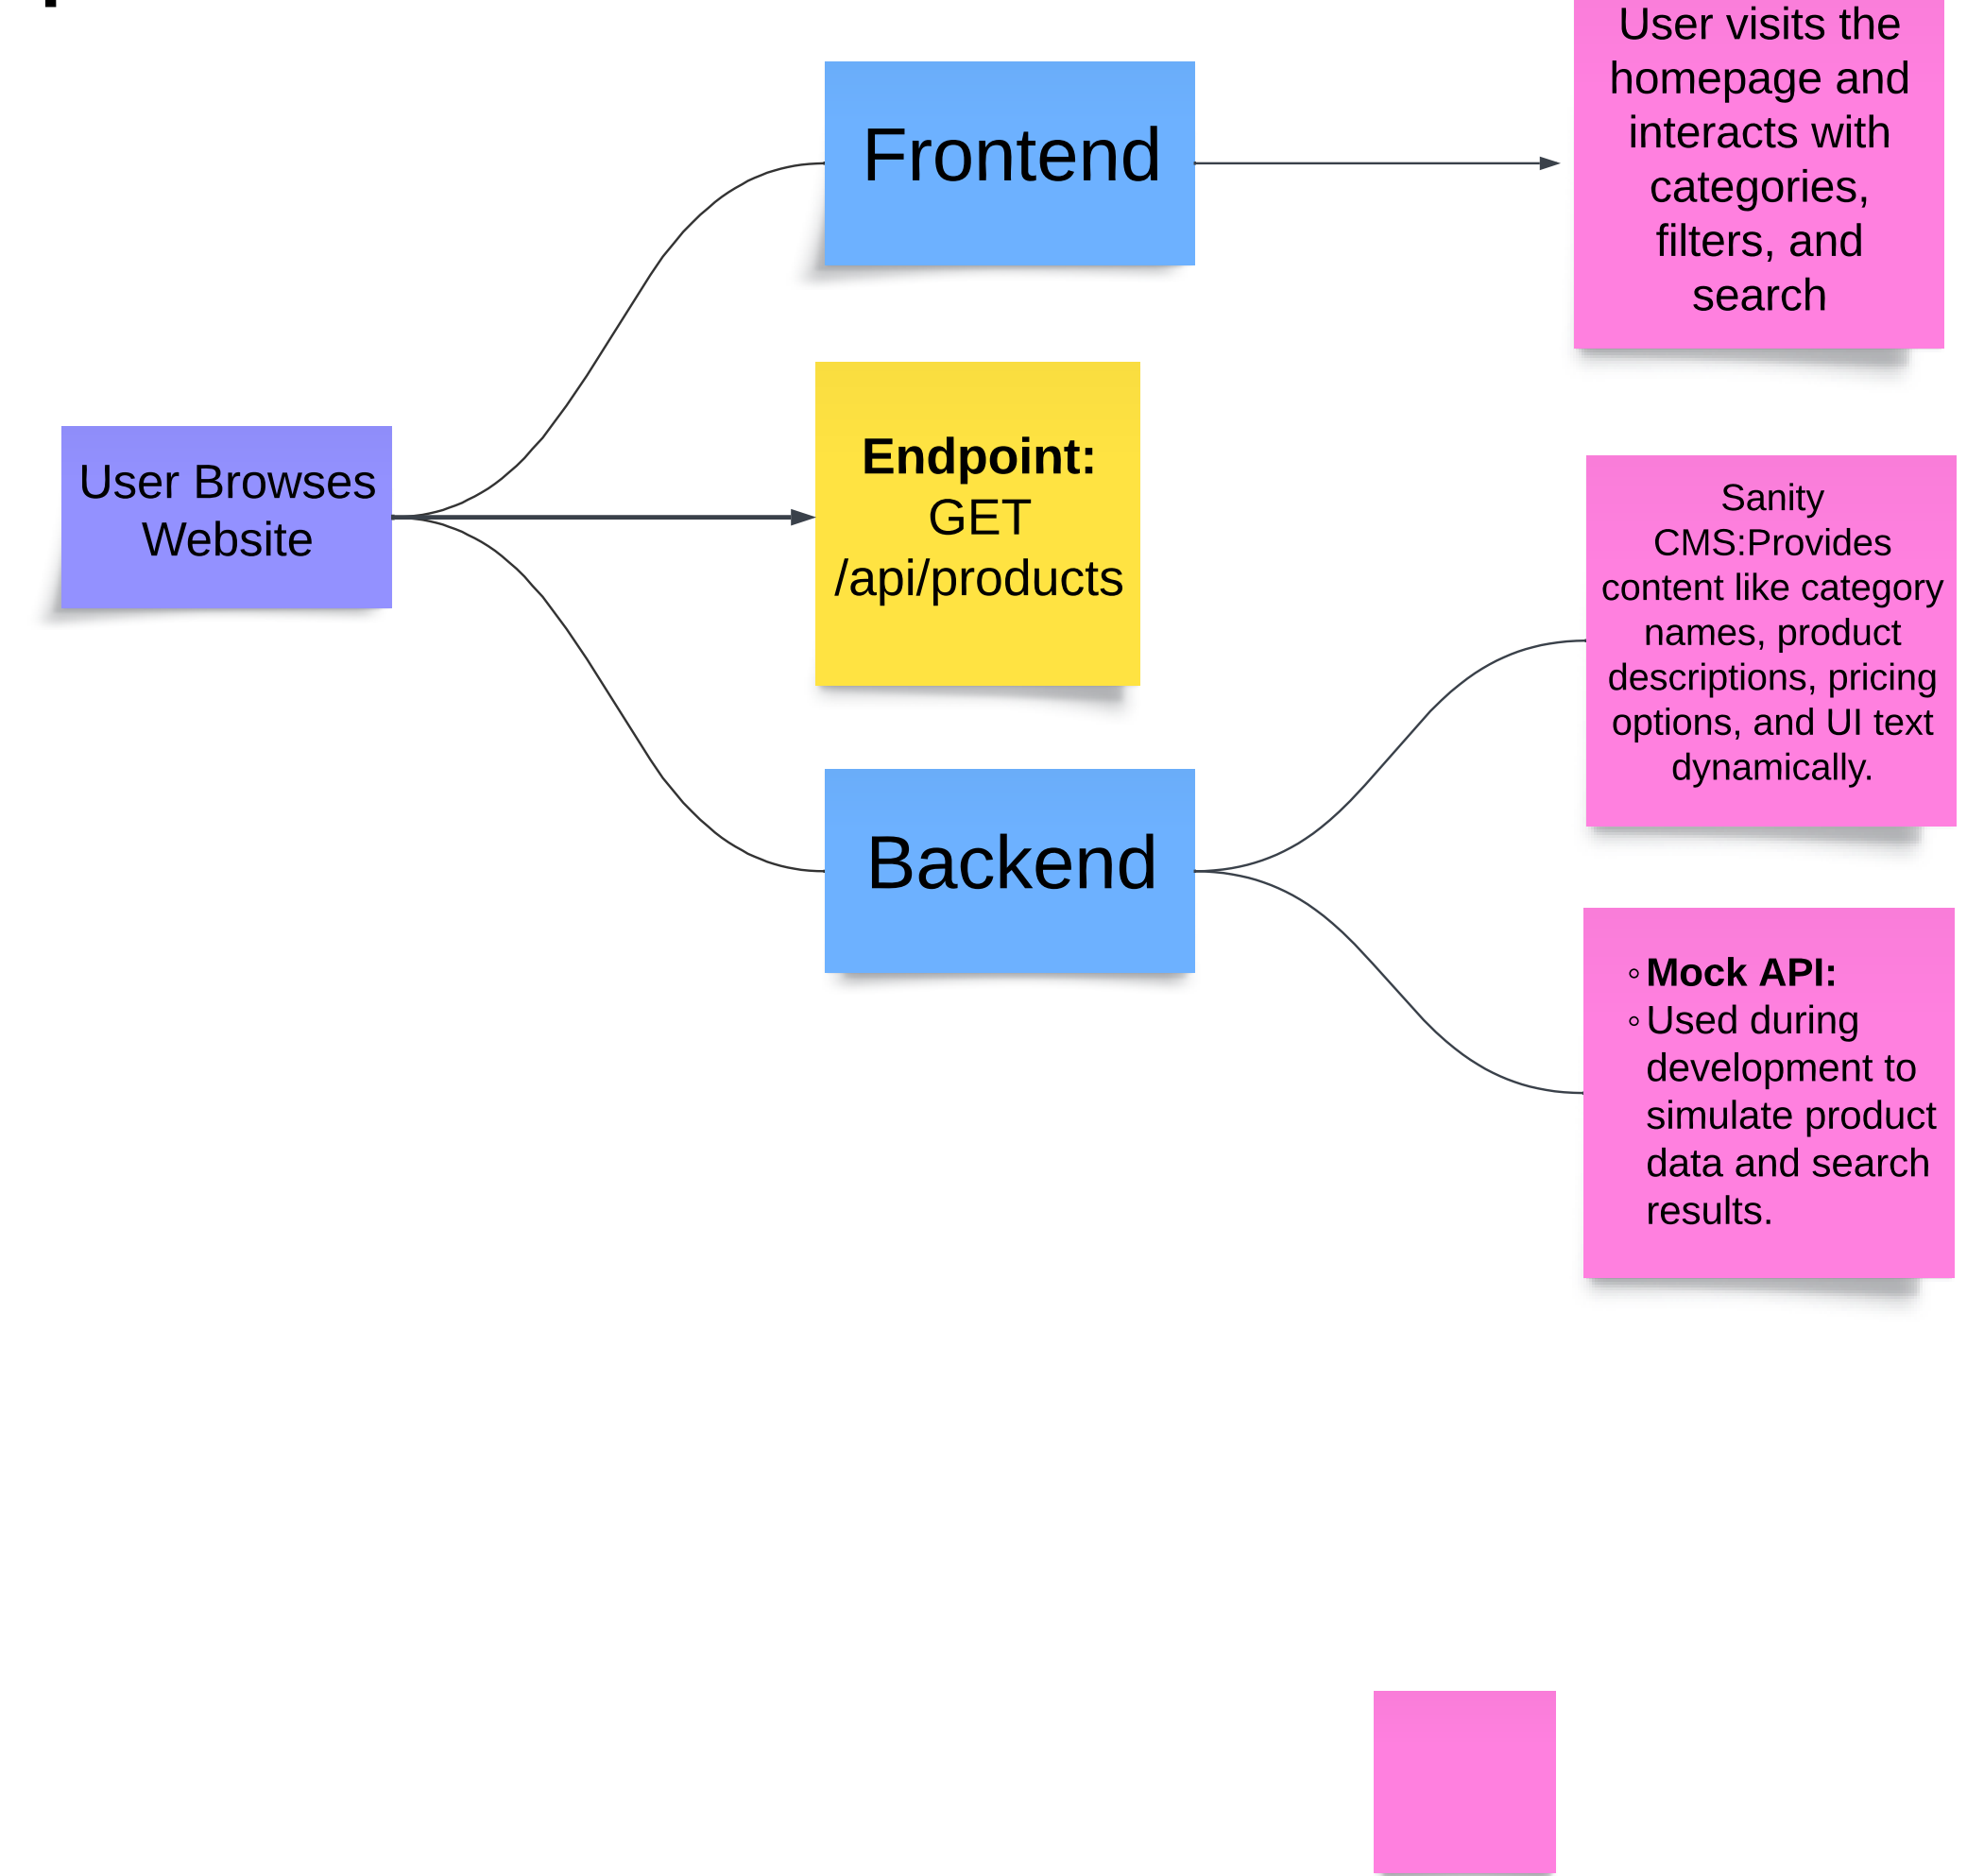 User visits the
homepage and
interacts with
categories,
filters, and
search
Frontend
Endpoint:
GET
/api/products
User Browses
Website
Sanity
CMS:Provides
content like category
names, product
descriptions, pricing
options, and UI text
dynamically.
Backend
◦ Mock API:
◦ Used during
development to
simulate product
data and search
results.